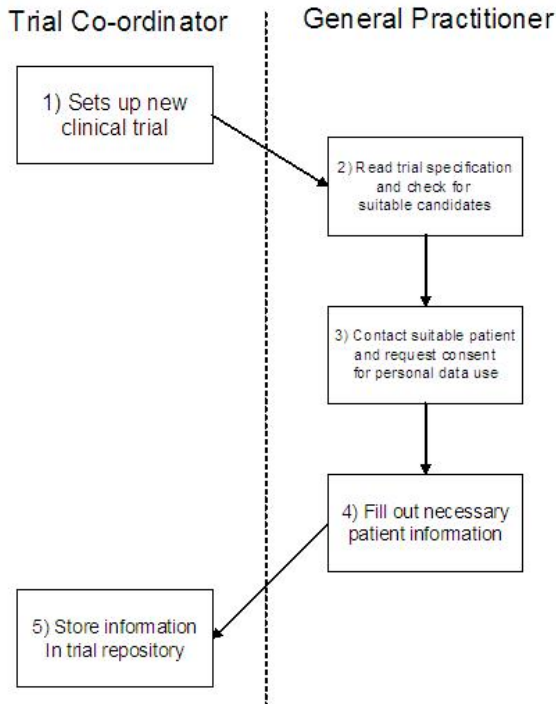 Trial Co-ordinator
General Practitioner
1) Sets up new
clinical trial
2) Read trial specification
and check for
suitable candidates
3) Contact suitable patient
and request consent
for personal data use
4) Fill out necessary
patient information
5) Store information
In trial repository